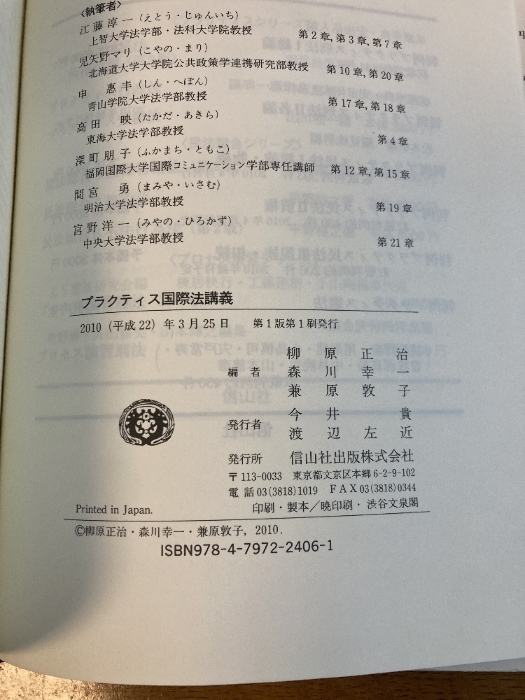 〈執筆者〉
江藤淳一(えとう・じゅんいち)
上智大学法学部・法科大学院教授 第2章,第3章,第7章
児矢野マリ(こやの・まり)
北海道大学大学院公共政策学連携研究部教授 第10章,第20章
申 惠丰(しん・へぼん)
青山学院大学法学部教授 第17章,第18章
高田 映(たかだ・あきら)
東海大学法学部教授 第4章
深町朋子(ふかまち・ともこ)
福岡国際大学国際コミュニケーション学部専任講師 第12章,第15章
間宮 勇(まみや・いさむ)
明治大学法学部教授 第19章
宮野洋一(みやの・ひろかず)
中央大学法学部教授 第21章
プラクティス国際法講義
2010(平成22)年3月25日 第1版第1刷発行
柳原正治
編者 森川幸一
兼原敦子
発行者 今井 貴
渡辺左近
発行所 信山社出版株式会社
〒113-0033 東京都文京区本郷6-2-9-102
電話 03(3818)1019 FAX03(3818)0344
Printed in Japan. 印刷・製本/暁印刷・渋谷文泉閣
©柳原正治・森川幸一・兼原敦子, 2010.
ISBN978-4-7972-2406-1